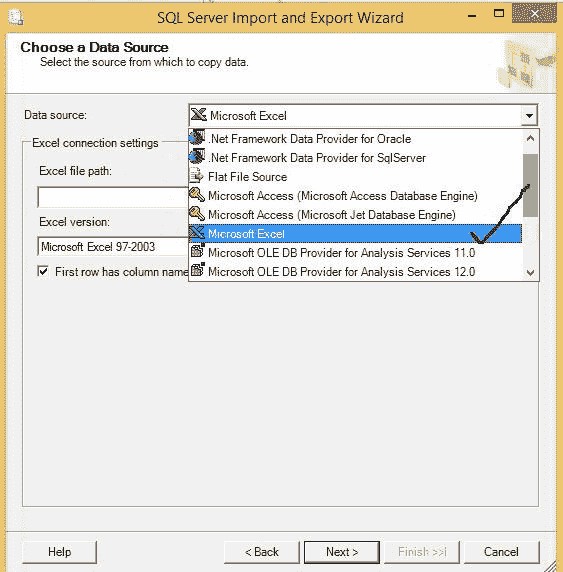 SQL Server Import and Export Wizard
Choose a Data Source
Select the source from which to copy data.
Data source:
Microsoft Excel
Excel connection settings
.Net Framework Data Provider for Oracle
.Net Framework Data Provider for SqlServer
Excel file path:
Flat File Source
Microsoft Access (Microsoft Access Database Engine)
Excel version:
Microsoft Access (Microsoft Jet Database Engine)
Microsoft Excel 97-2003
Microsoft Excel
Microsoft OLE DB Provider for Analysis Services 11.0
First row has column name
Microsoft OLE DB Provider for Analysis Services 12.0
Help
< Back
Next >
Finish >>|
Cancel